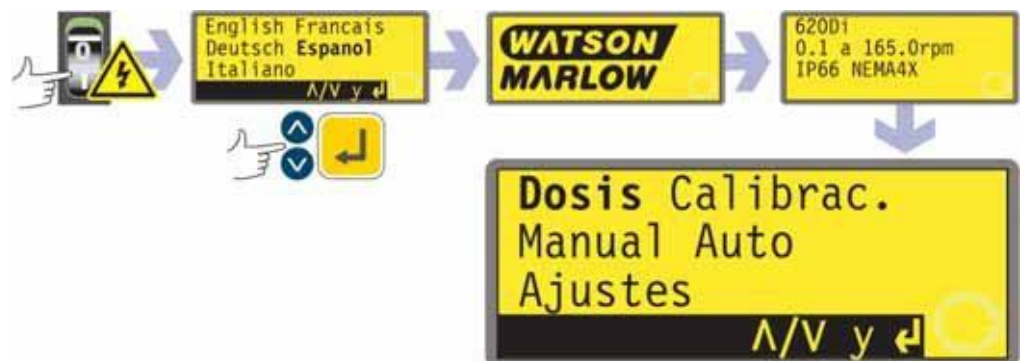 English Francais
Deutsch Espanol
Italiano
Λ/V y ↲
WATSON
MARLOW
620Di
0.1 a 165.0rpm
IP66 NEMA4X
Dosis Calibrac.
Manual Auto
Ajustes
Λ/V y ↲